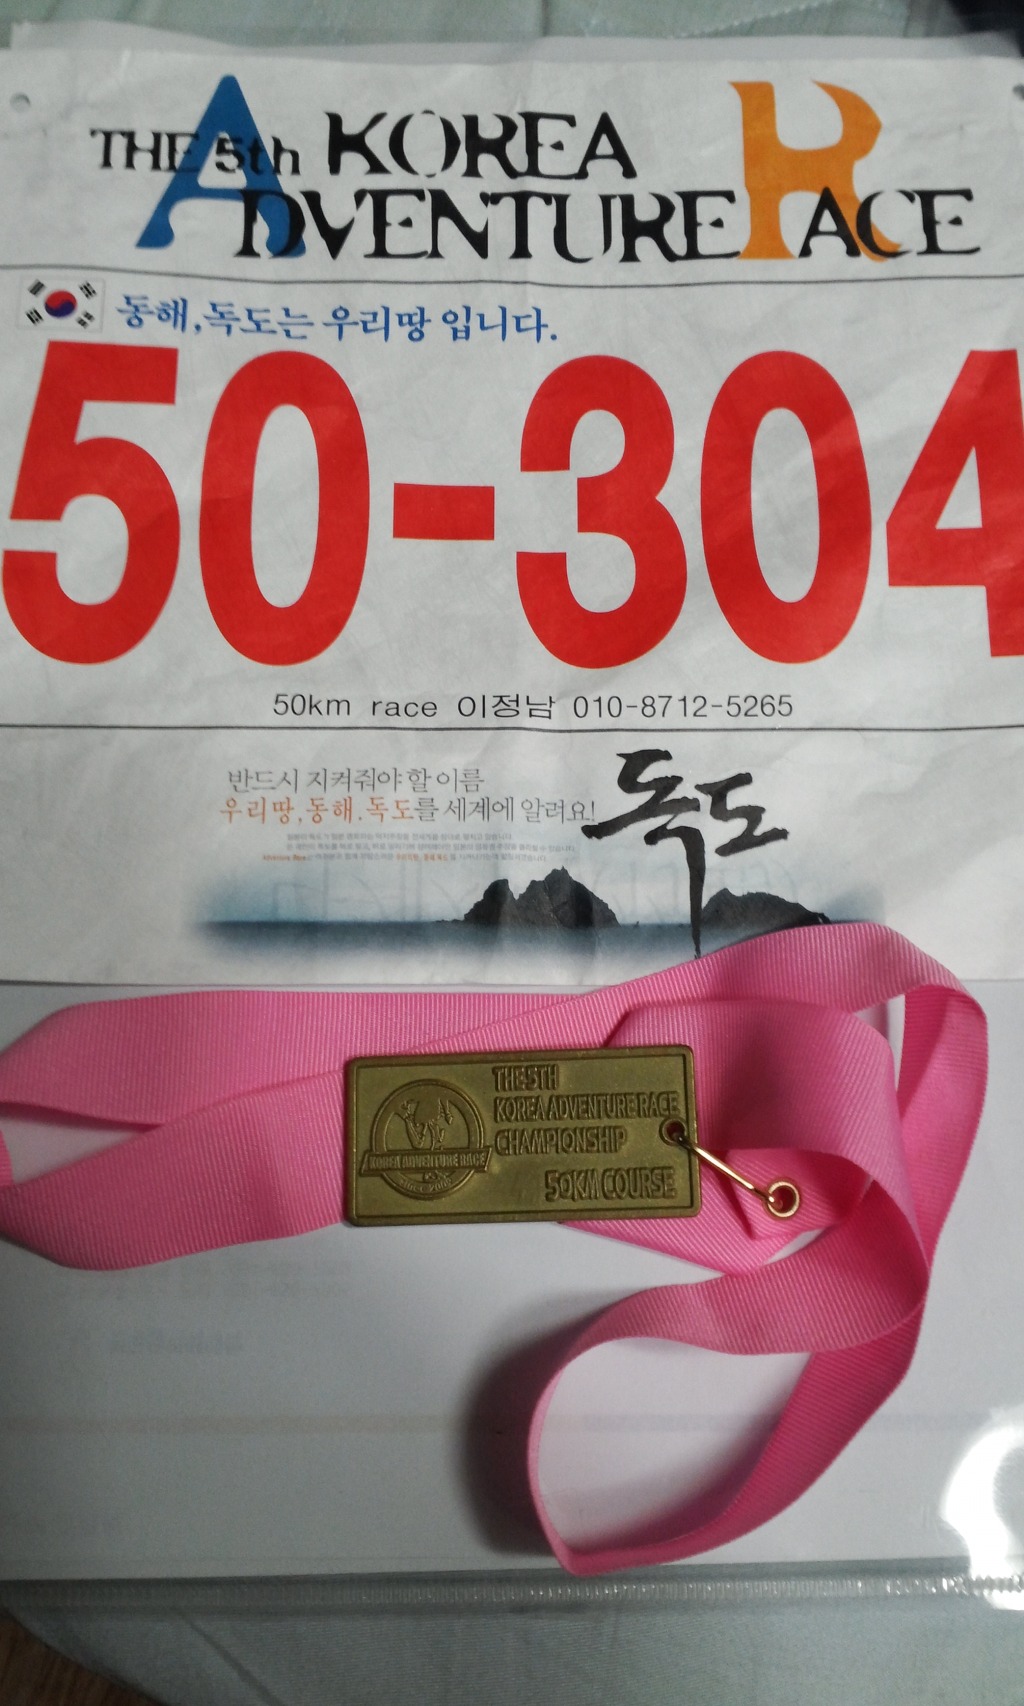 THE 5th KOREA
ADVENTURE RACE
동해,독도는 우리땅 입니다.
50-304
50km race 이정남 010-8712-5265
반드시 지켜줘야 할 이름
우리땅,동해.독도를 세계에 알려요!
독도
THE 5TH
KOREA ADVENTURE RACE
CHAMPIONSHIP
50KM COURSE
KOREA ADVENTURE RACE